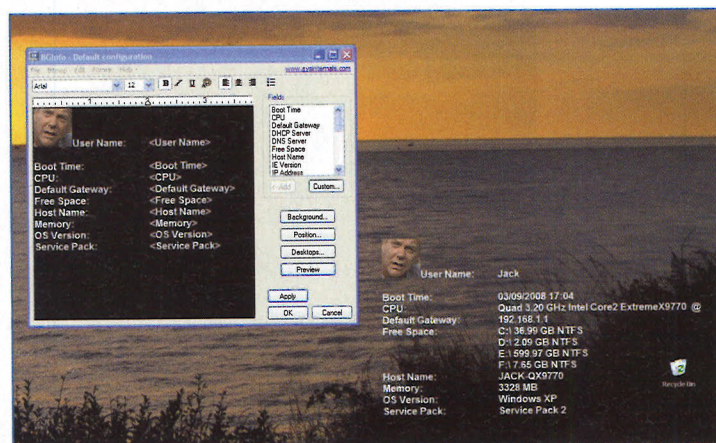 BGInfo - Default configuration
File Bitmap Edit Format Help
www.sysinternals.com
Arial 12 B I U
Fields
Boot Time
CPU
Default Gateway
DHCP Server
DNS Server
Free Space
Host Name
IE Version
IP Address
<- Add Custom...
User Name: <User Name>
Boot Time: <Boot Time>
CPU: <CPU>
Default Gateway: <Default Gateway>
Free Space: <Free Space>
Host Name: <Host Name>
Memory: <Memory>
OS Version: <OS Version>
Service Pack: <Service Pack>
Background...
Position...
Desktops...
Preview
Apply
OK Cancel
User Name: Jack
Boot Time: 03/09/2008 17:04
CPU: Quad 3.20 GHz Intel Core2 ExtremeX9770 @
Default Gateway: 192.168.1.1
Free Space: C:\ 36.99 GB NTFS
D:\ 2.09 GB NTFS
E:\ 599.97 GB NTFS
F:\ 7.65 GB NTFS
Host Name: JACK-QX9770
Memory: 3328 MB
OS Version: Windows XP
Service Pack: Service Pack 2
Recycle Bin